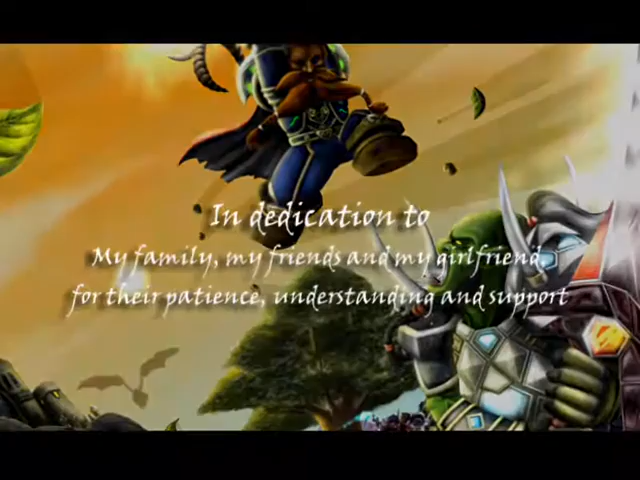 In dedication to
My family, my friends and my girlfriend,
for their patience, understanding and support